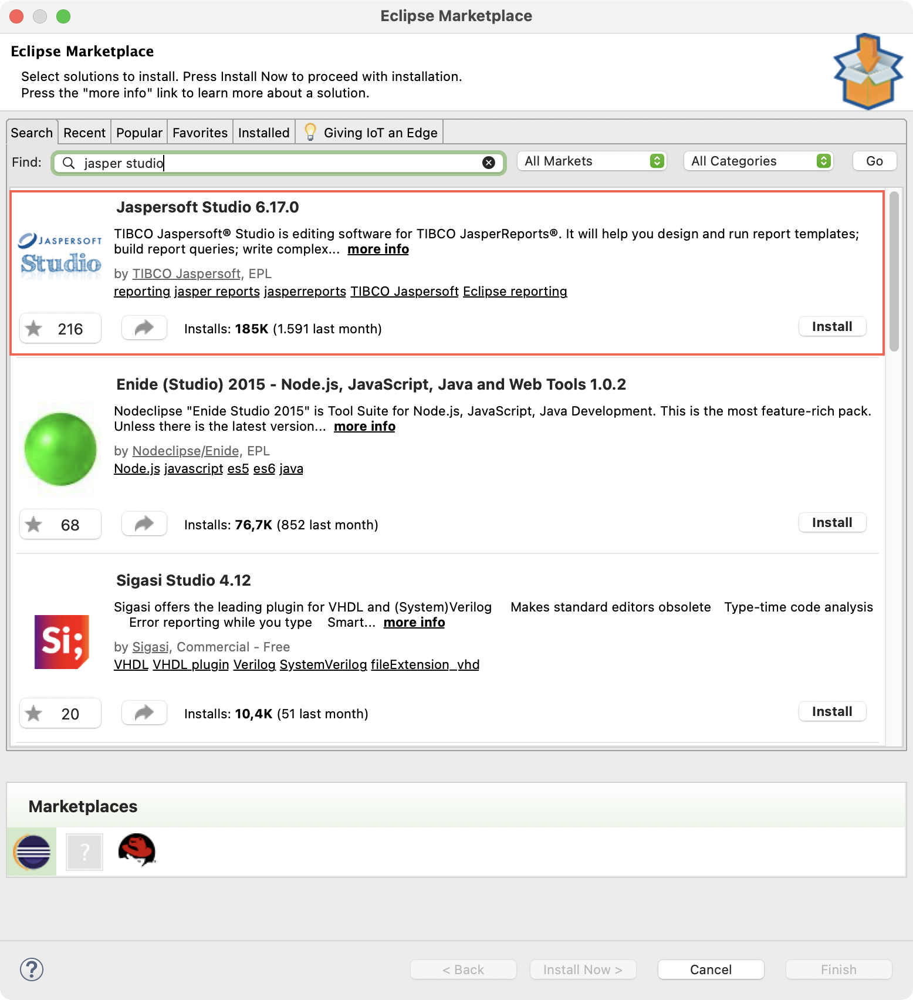 Eclipse Marketplace
Eclipse Marketplace
Select solutions to install. Press Install Now to proceed with installation.
Press the "more info" link to learn more about a solution.
Search Recent Popular Favorites Installed Giving IoT an Edge
Find: jasper studio All Markets All Categories Go
Jaspersoft Studio 6.17.0
JASPERSOFT
Studio
TIBCO Jaspersoft® Studio is editing software for TIBCO JasperReports®. It will help you design and run report templates;
build report queries; write complex... more info
by TIBCO Jaspersoft, EPL
reporting jasper reports jasperreports TIBCO Jaspersoft Eclipse reporting
216 Installs: 185K (1.591 last month) Install
Enide (Studio) 2015 - Node.js, JavaScript, Java and Web Tools 1.0.2
Nodeclipse "Enide Studio 2015" is Tool Suite for Node.js, JavaScript, Java Development. This is the most feature-rich pack.
Unless there is the latest version... more info
by Nodeclipse/Enide, EPL
Node.js javascript es5 es6 java
68 Installs: 76,7K (852 last month) Install
Sigasi Studio 4.12
Si;
Sigasi offers the leading plugin for VHDL and (System)Verilog Makes standard editors obsolete Type-time code analysis
Error reporting while you type Smart... more info
by Sigasi, Commercial - Free
VHDL VHDL plugin Verilog SystemVerilog fileExtension_vhd
20 Installs: 10,4K (51 last month) Install
Marketplaces
?
? < Back Install Now > Cancel Finish